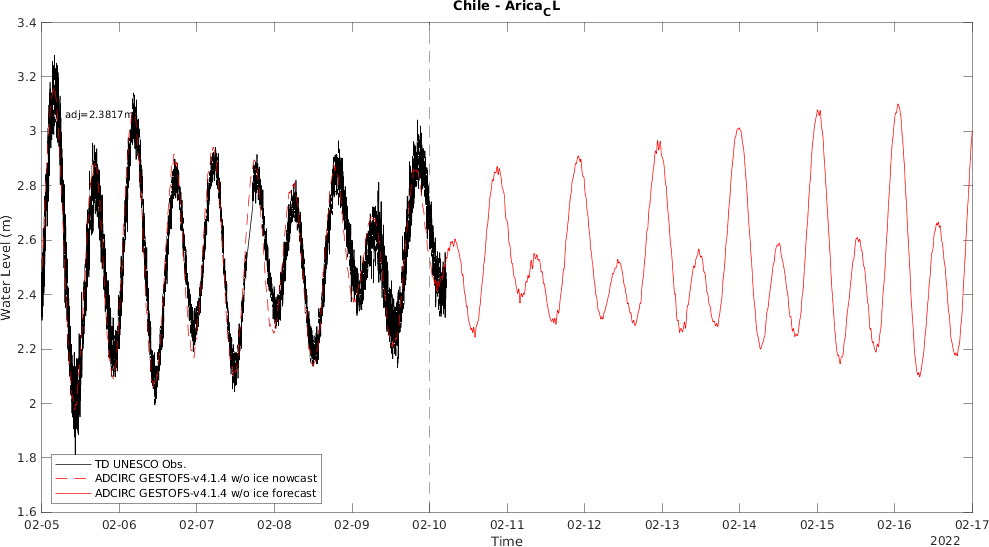 Chile - Arica_CL
3.4
3.2
3
2.8
2.6
2.4
2.2
2
1.8
1.6
Water Level (m)
adj=2.3817m
TD UNESCO Obs.
ADCIRC GESTOFS-v4.1.4 w/o ice nowcast
ADCIRC GESTOFS-v4.1.4 w/o ice forecast
02-05 02-06 02-07 02-08 02-09 02-10 02-11 02-12 02-13 02-14 02-15 02-16 02-17
Time
2022